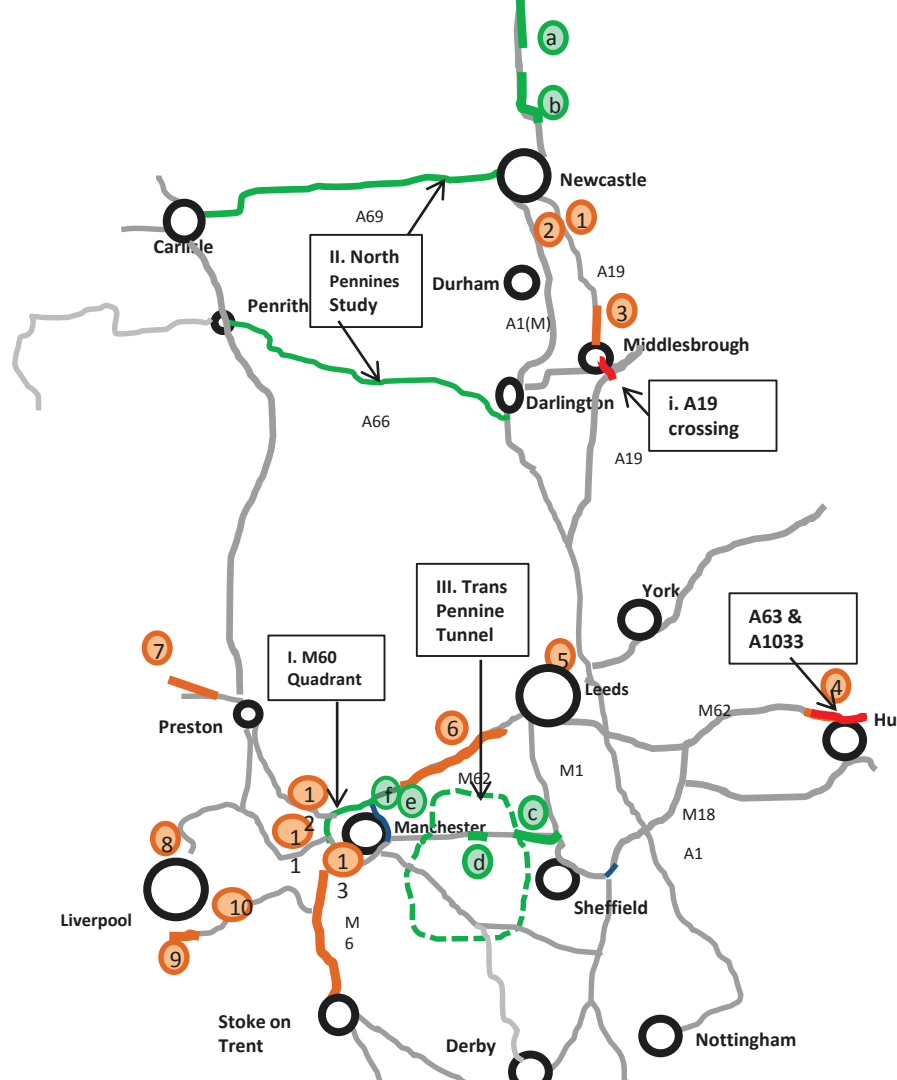 a
b
Newcastle
1
2
A69
Carlisle
II. North
Pennines
Study
Durham
A19
Penrith
3
A1(M)
Middlesbrough
Darlington
i. A19
crossing
A66
A19
III. Trans
Pennine
Tunnel
York
A63 &
A1033
7
I. M60
Quadrant
5
4
Leeds
Preston
M62
Hu
6
M1
M62
f
e
1
2
c
M18
Manchester
1
1
8
A1
d
1
3
Sheffield
Liverpool
10
M
6
9
Stoke on
Trent
Derby
Nottingham